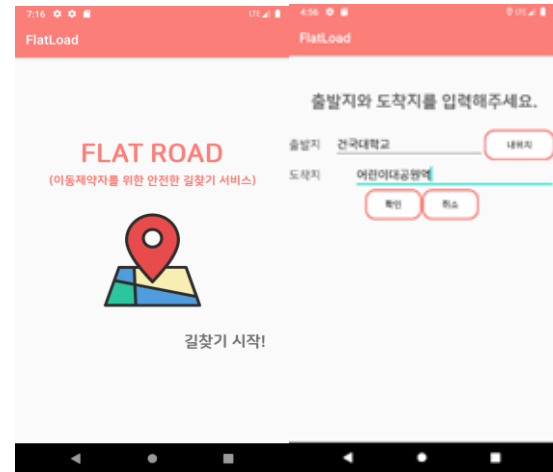 7:16
LTE
FlatLoad
FLAT ROAD
(이동제약자를 위한 안전한 길찾기 서비스)
길찾기 시작!
4:56
LTE
FlatLoad
출발지와 도착지를 입력해주세요.
출발지 건국대학교 내위치
도착지 어린이대공원역
확인 취소